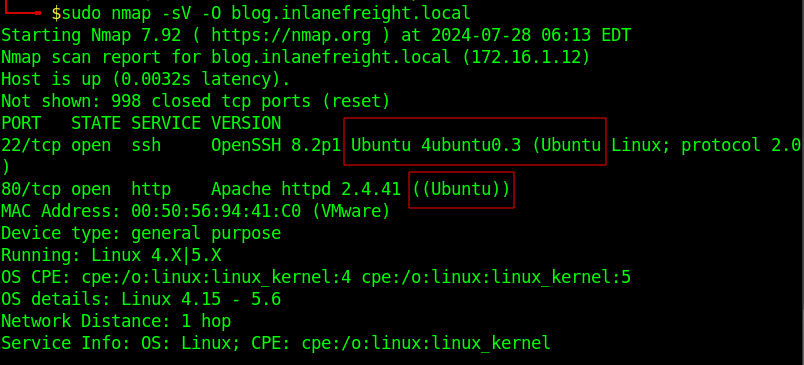 $sudo nmap -sV -O blog.inlanefreight.local
Starting Nmap 7.92 ( https://nmap.org ) at 2024-07-28 06:13 EDT
Nmap scan report for blog.inlanefreight.local (172.16.1.12)
Host is up (0.0032s latency).
Not shown: 998 closed tcp ports (reset)
PORT   STATE SERVICE VERSION
22/tcp open  ssh     OpenSSH 8.2p1 Ubuntu 4ubuntu0.3 (Ubuntu Linux; protocol 2.0
)
80/tcp open  http    Apache httpd 2.4.41 ((Ubuntu))
MAC Address: 00:50:56:94:41:C0 (VMware)
Device type: general purpose
Running: Linux 4.X|5.X
OS CPE: cpe:/o:linux:linux_kernel:4 cpe:/o:linux:linux_kernel:5
OS details: Linux 4.15 - 5.6
Network Distance: 1 hop
Service Info: OS: Linux; CPE: cpe:/o:linux:linux_kernel